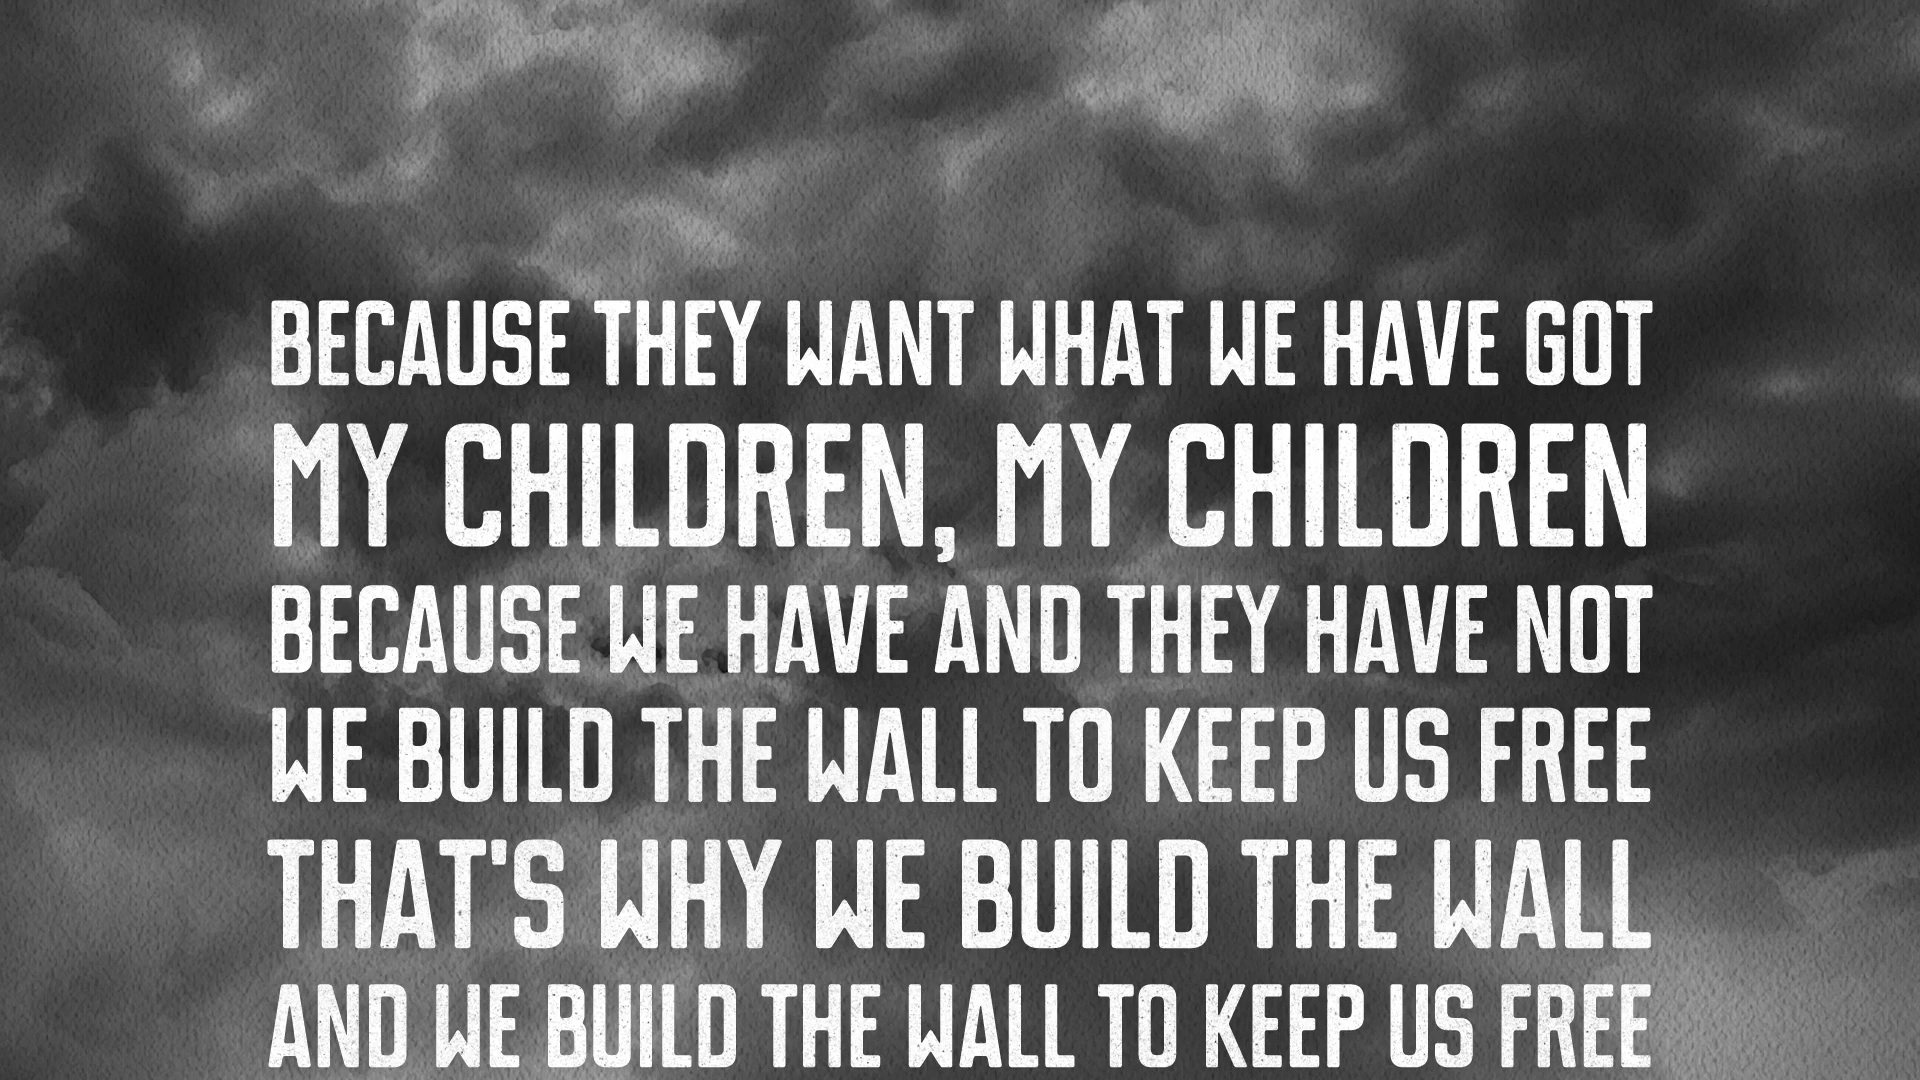 BECAUSE THEY WANT WHAT WE HAVE GOT
MY CHILDREN, MY CHILDREN
BECAUSE WE HAVE AND THEY HAVE NOT
WE BUILD THE WALL TO KEEP US FREE
THAT'S WHY WE BUILD THE WALL
AND WE BUILD THE WALL TO KEEP US FREE